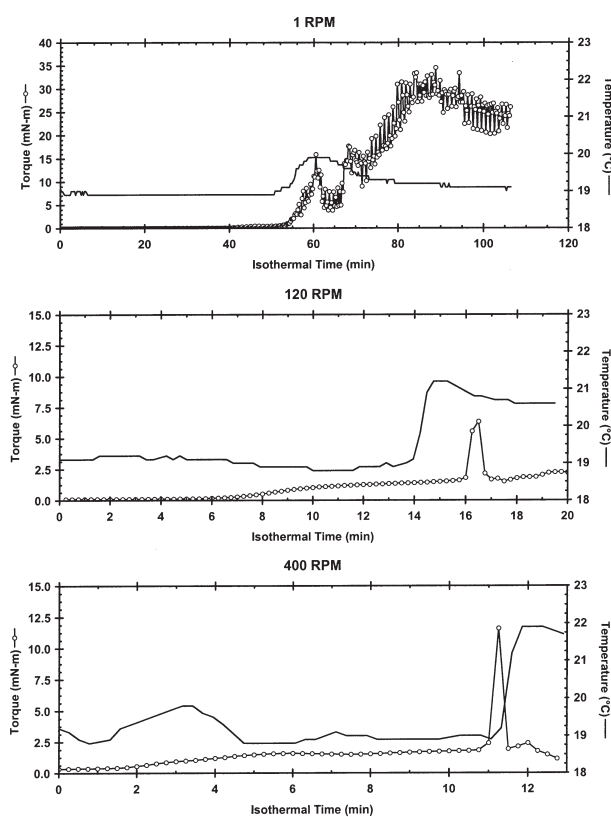 1 RPM
40
35
30
25
20
15
10
5
0
Torque (mN-m)
23
22
21
20
19
18
Temperature (°C)
0 20 40 60 80 100 120
Isothermal Time (min)
120 RPM
15.0
12.5
10.0
7.5
5.0
2.5
0.0
Torque (mN-m)
23
22
21
20
19
18
Temperature (°C)
0 2 4 6 8 10 12 14 16 18 20
Isothermal Time (min)
400 RPM
15.0
12.5
10.0
7.5
5.0
2.5
0.0
Torque (mN-m)
23
22
21
20
19
18
Temperature (°C)
0 2 4 6 8 10 12
Isothermal Time (min)